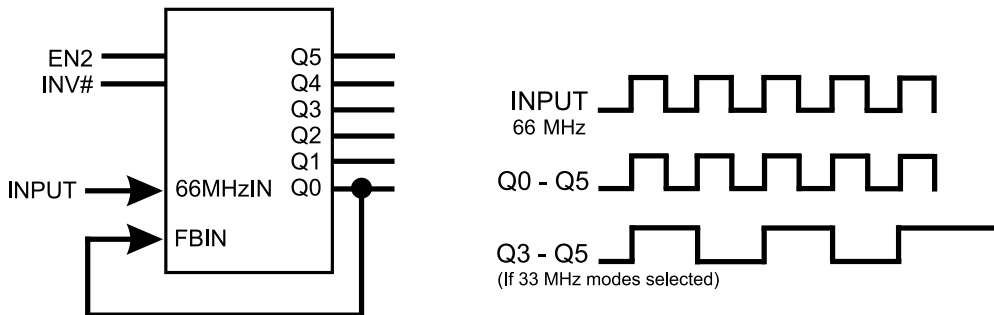 EN2
INV#
INPUT
66MHzIN
FBIN
Q5
Q4
Q3
Q2
Q1
Q0
INPUT
66 MHz
Q0 - Q5
Q3 - Q5
(If 33 MHz modes selected)